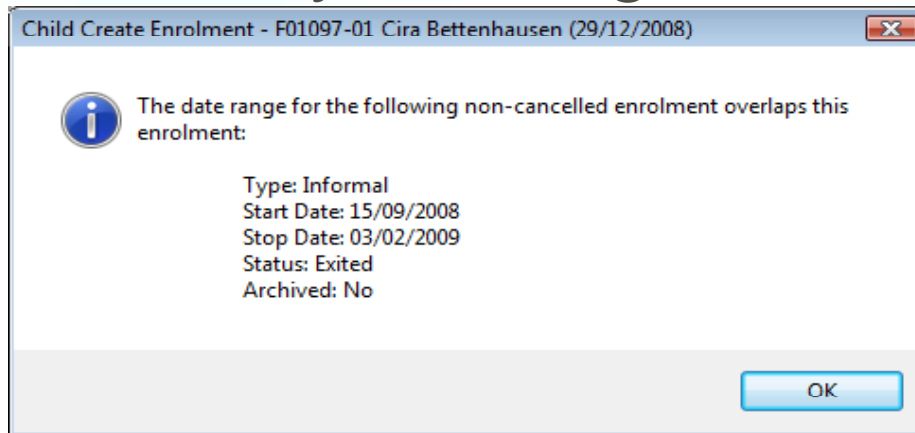 Child Create Enrolment - F01097-01 Cira Bettenhausen (29/12/2008)
The date range for the following non-cancelled enrolment overlaps this
enrolment:
Type: Informal
Start Date: 15/09/2008
Stop Date: 03/02/2009
Status: Exited
Archived: No
OK